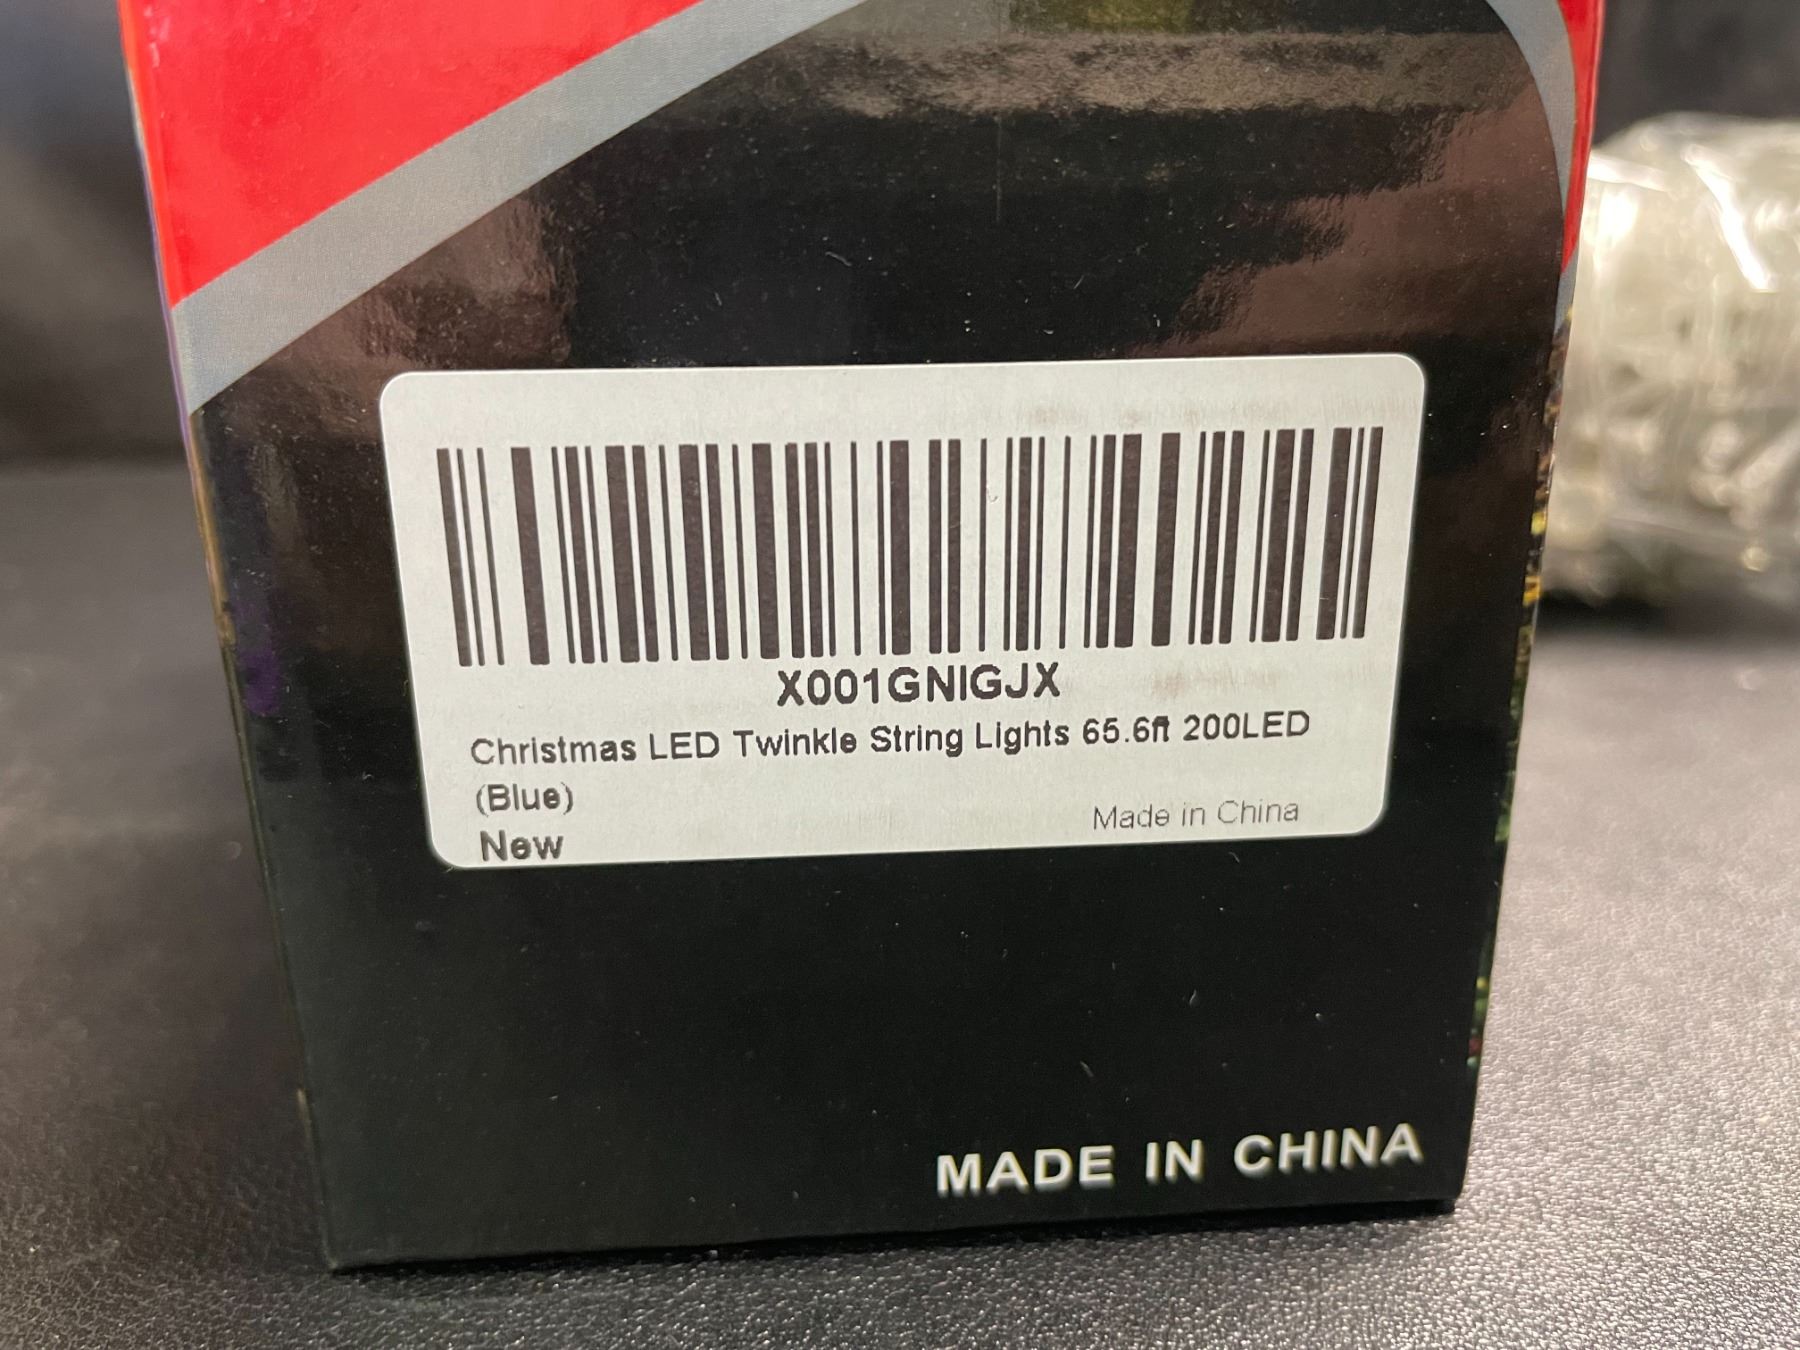 X001GNIGJX
Christmas LED Twinkle String Lights 65.6ft 200LED
(Blue)
New
Made in China
MADE IN CHINA